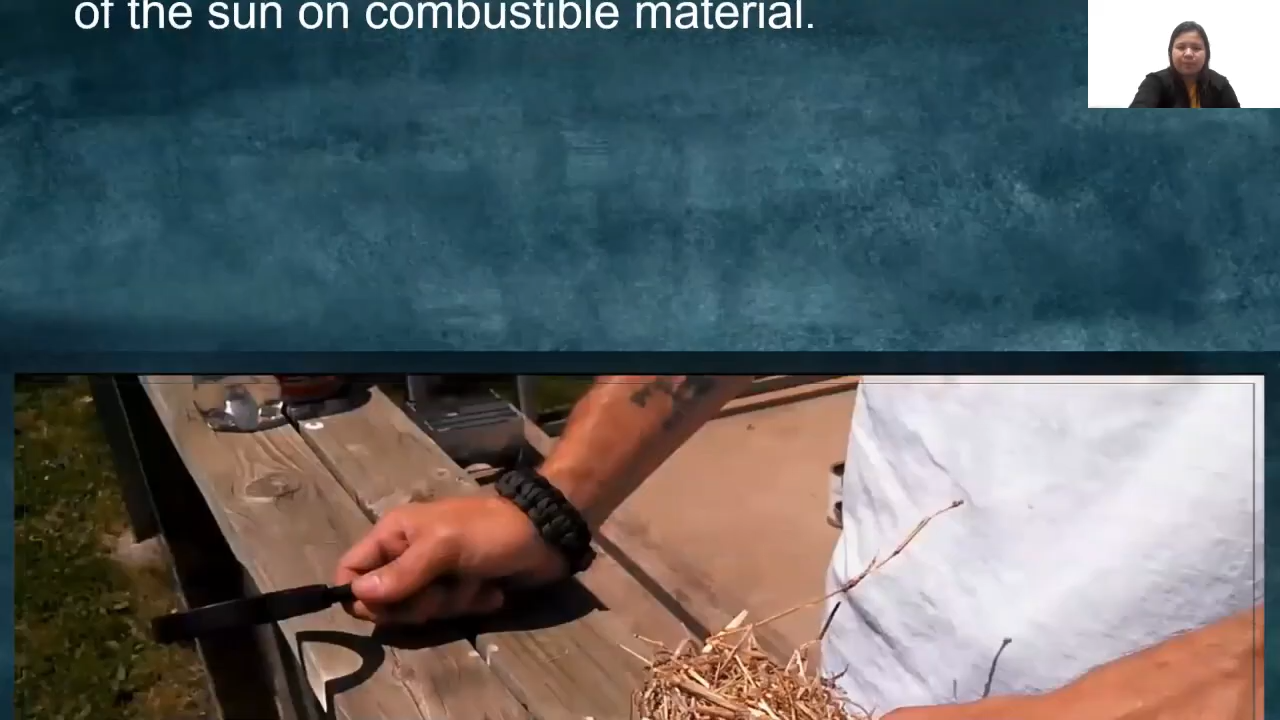 of the sun on combustible material.